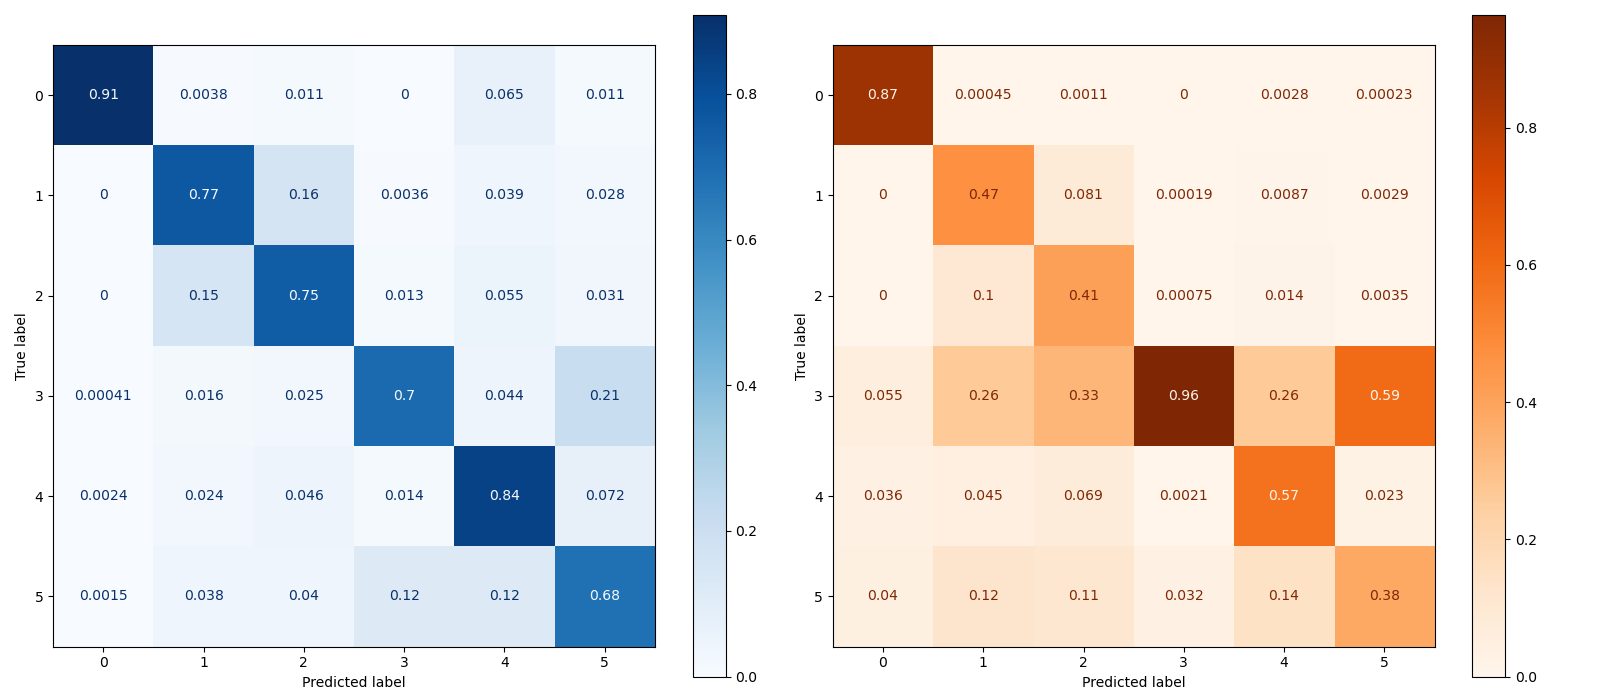 0 0.91 0.0038 0.011 0 0.065 0.011
1 0 0.77 0.16 0.0036 0.039 0.028
2 0 0.15 0.75 0.013 0.055 0.031
3 0.00041 0.016 0.025 0.7 0.044 0.21
4 0.0024 0.024 0.046 0.014 0.84 0.072
5 0.0015 0.038 0.04 0.12 0.12 0.68
0 1 2 3 4 5
True label
Predicted label
0.8
0.6
0.4
0.2
0.0
0 0.87 0.00045 0.0011 0 0.0028 0.00023
1 0 0.47 0.081 0.00019 0.0087 0.0029
2 0 0.1 0.41 0.00075 0.014 0.0035
3 0.055 0.26 0.33 0.96 0.26 0.59
4 0.036 0.045 0.069 0.0021 0.57 0.023
5 0.04 0.12 0.11 0.032 0.14 0.38
0 1 2 3 4 5
True label
Predicted label
0.8
0.6
0.4
0.2
0.0